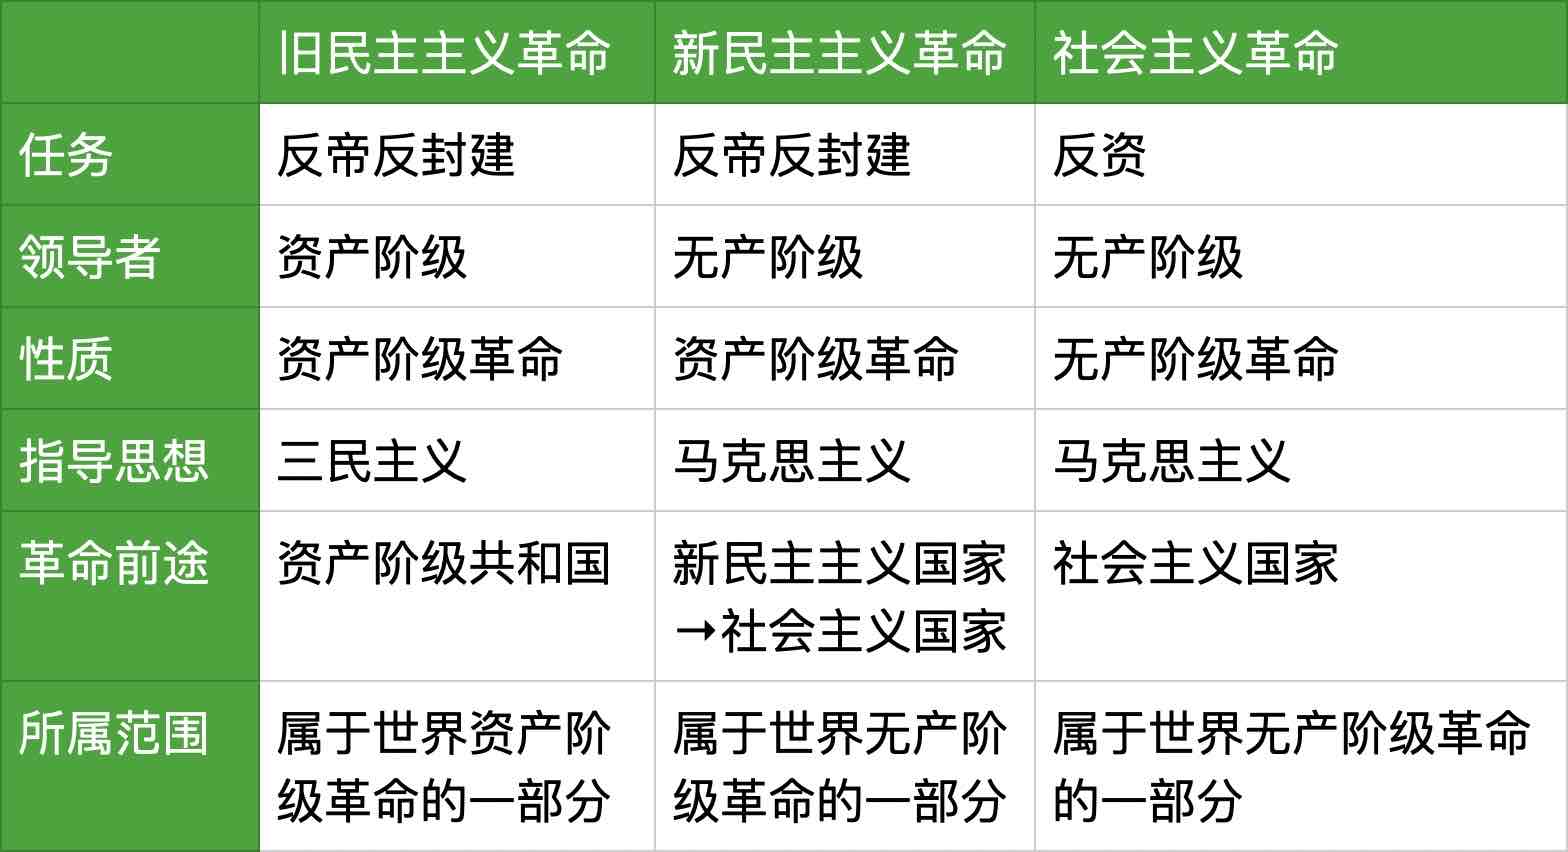 旧民主主义革命 新民主主义革命 社会主义革命
任务 反帝反封建 反帝反封建 反资
领导者 资产阶级 无产阶级 无产阶级
性质 资产阶级革命 资产阶级革命 无产阶级革命
指导思想 三民主义 马克思主义 马克思主义
革命前途 资产阶级共和国 新民主主义国家 社会主义国家
→社会主义国家
所属范围 属于世界资产阶 属于世界无产阶 属于世界无产阶级革命
级革命的一部分 级革命的一部分 的一部分